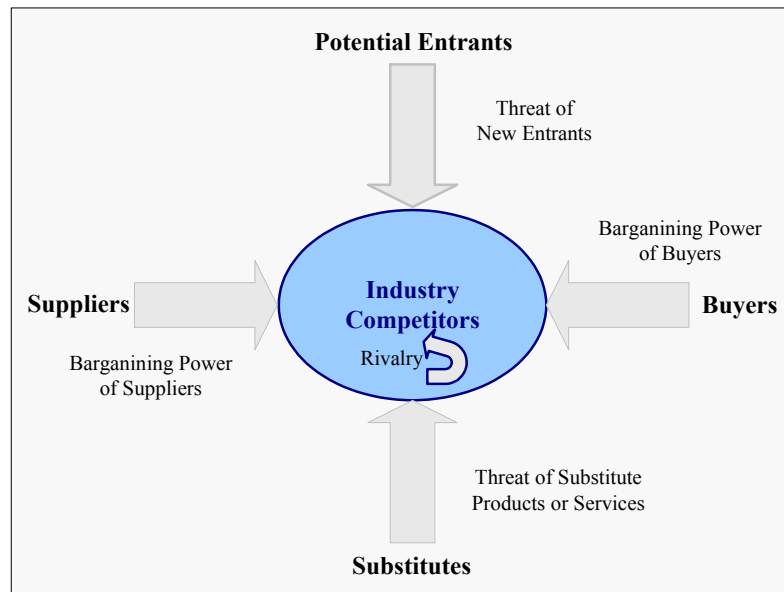 Potential Entrants
Threat of
New Entrants
Barganining Power
of Buyers
Suppliers
Industry
Competitors
Rivalry
Buyers
Barganining Power
of Suppliers
Threat of Substitute
Products or Services
Substitutes